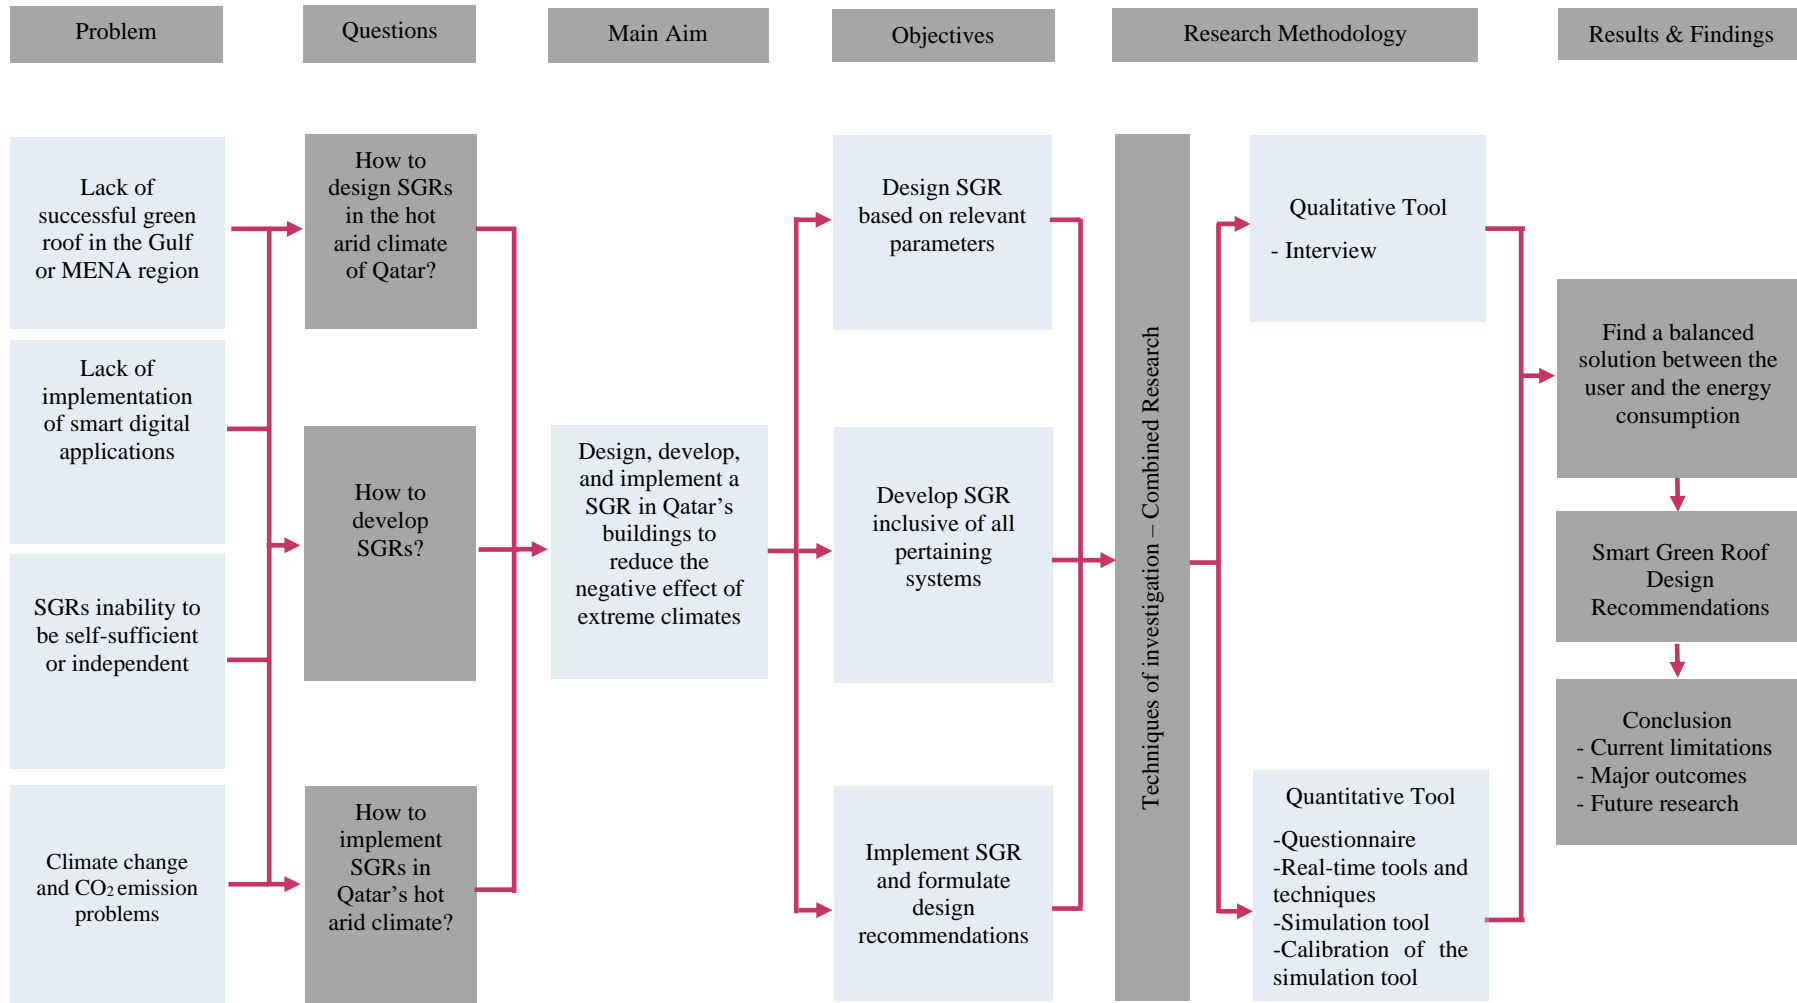 Problem
Questions
Main Aim
Objectives
Research Methodology
Results & Findings
Lack of
successful green
roof in the Gulf
or MENA region
Lack of
implementation
of smart digital
applications
SGRs inability to
be self-sufficient
or independent
Climate change
and CO₂ emission
problems
How to
design SGRs
in the hot
arid climate
of Qatar?
How to
develop
SGRs?
How to
implement
SGRs in
Qatar’s hot
arid climate?
Design, develop,
and implement a
SGR in Qatar’s
buildings to
reduce the
negative effect of
extreme climates
Design SGR
based on relevant
parameters
Develop SGR
inclusive of all
pertaining
systems
Implement SGR
and formulate
design
recommendations
Techniques of investigation – Combined Research
Qualitative Tool
- Interview
Quantitative Tool
-Questionnaire
-Real-time tools and
techniques
-Simulation tool
-Calibration of the
simulation tool
Find a balanced
solution between the
user and the energy
consumption
Smart Green Roof
Design
Recommendations
Conclusion
- Current limitations
- Major outcomes
- Future research